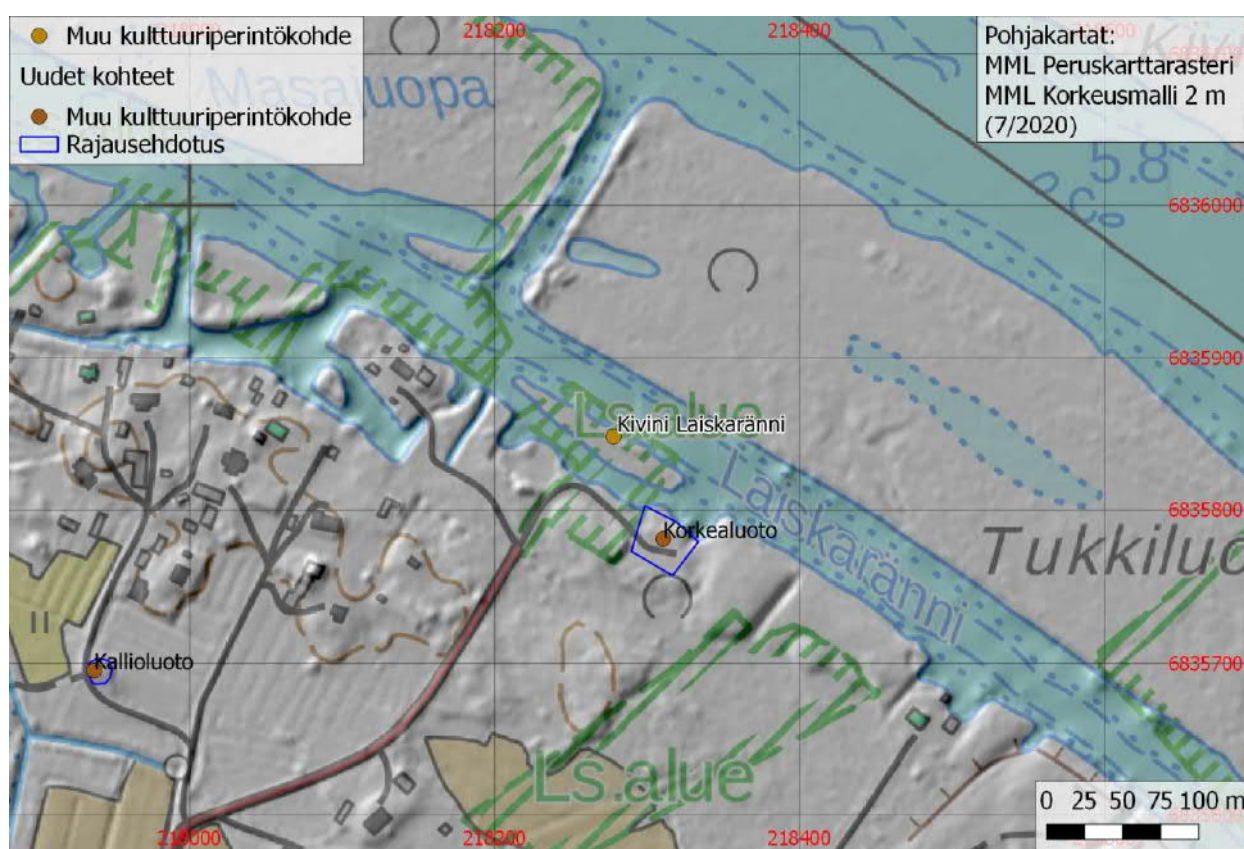 Muu kulttuuriperintökohde
Uudet kohteet
Muu kulttuuriperintökohde
Rajausehdotus
218200
218400
Pohjakartat:
MML Peruskarttarasteri
MML Korkeusmalli 2 m
(7/2020)
Masajuopa
5.8
6836000
6835900
Ls.alue
Kivini Laiskaränni
Laiskaränni
6835800
Korkealuoto
Tukkiluo
II
Kallioluoto
6835700
Ls.alue
0 25 50 75 100 m
218000
218200
218400